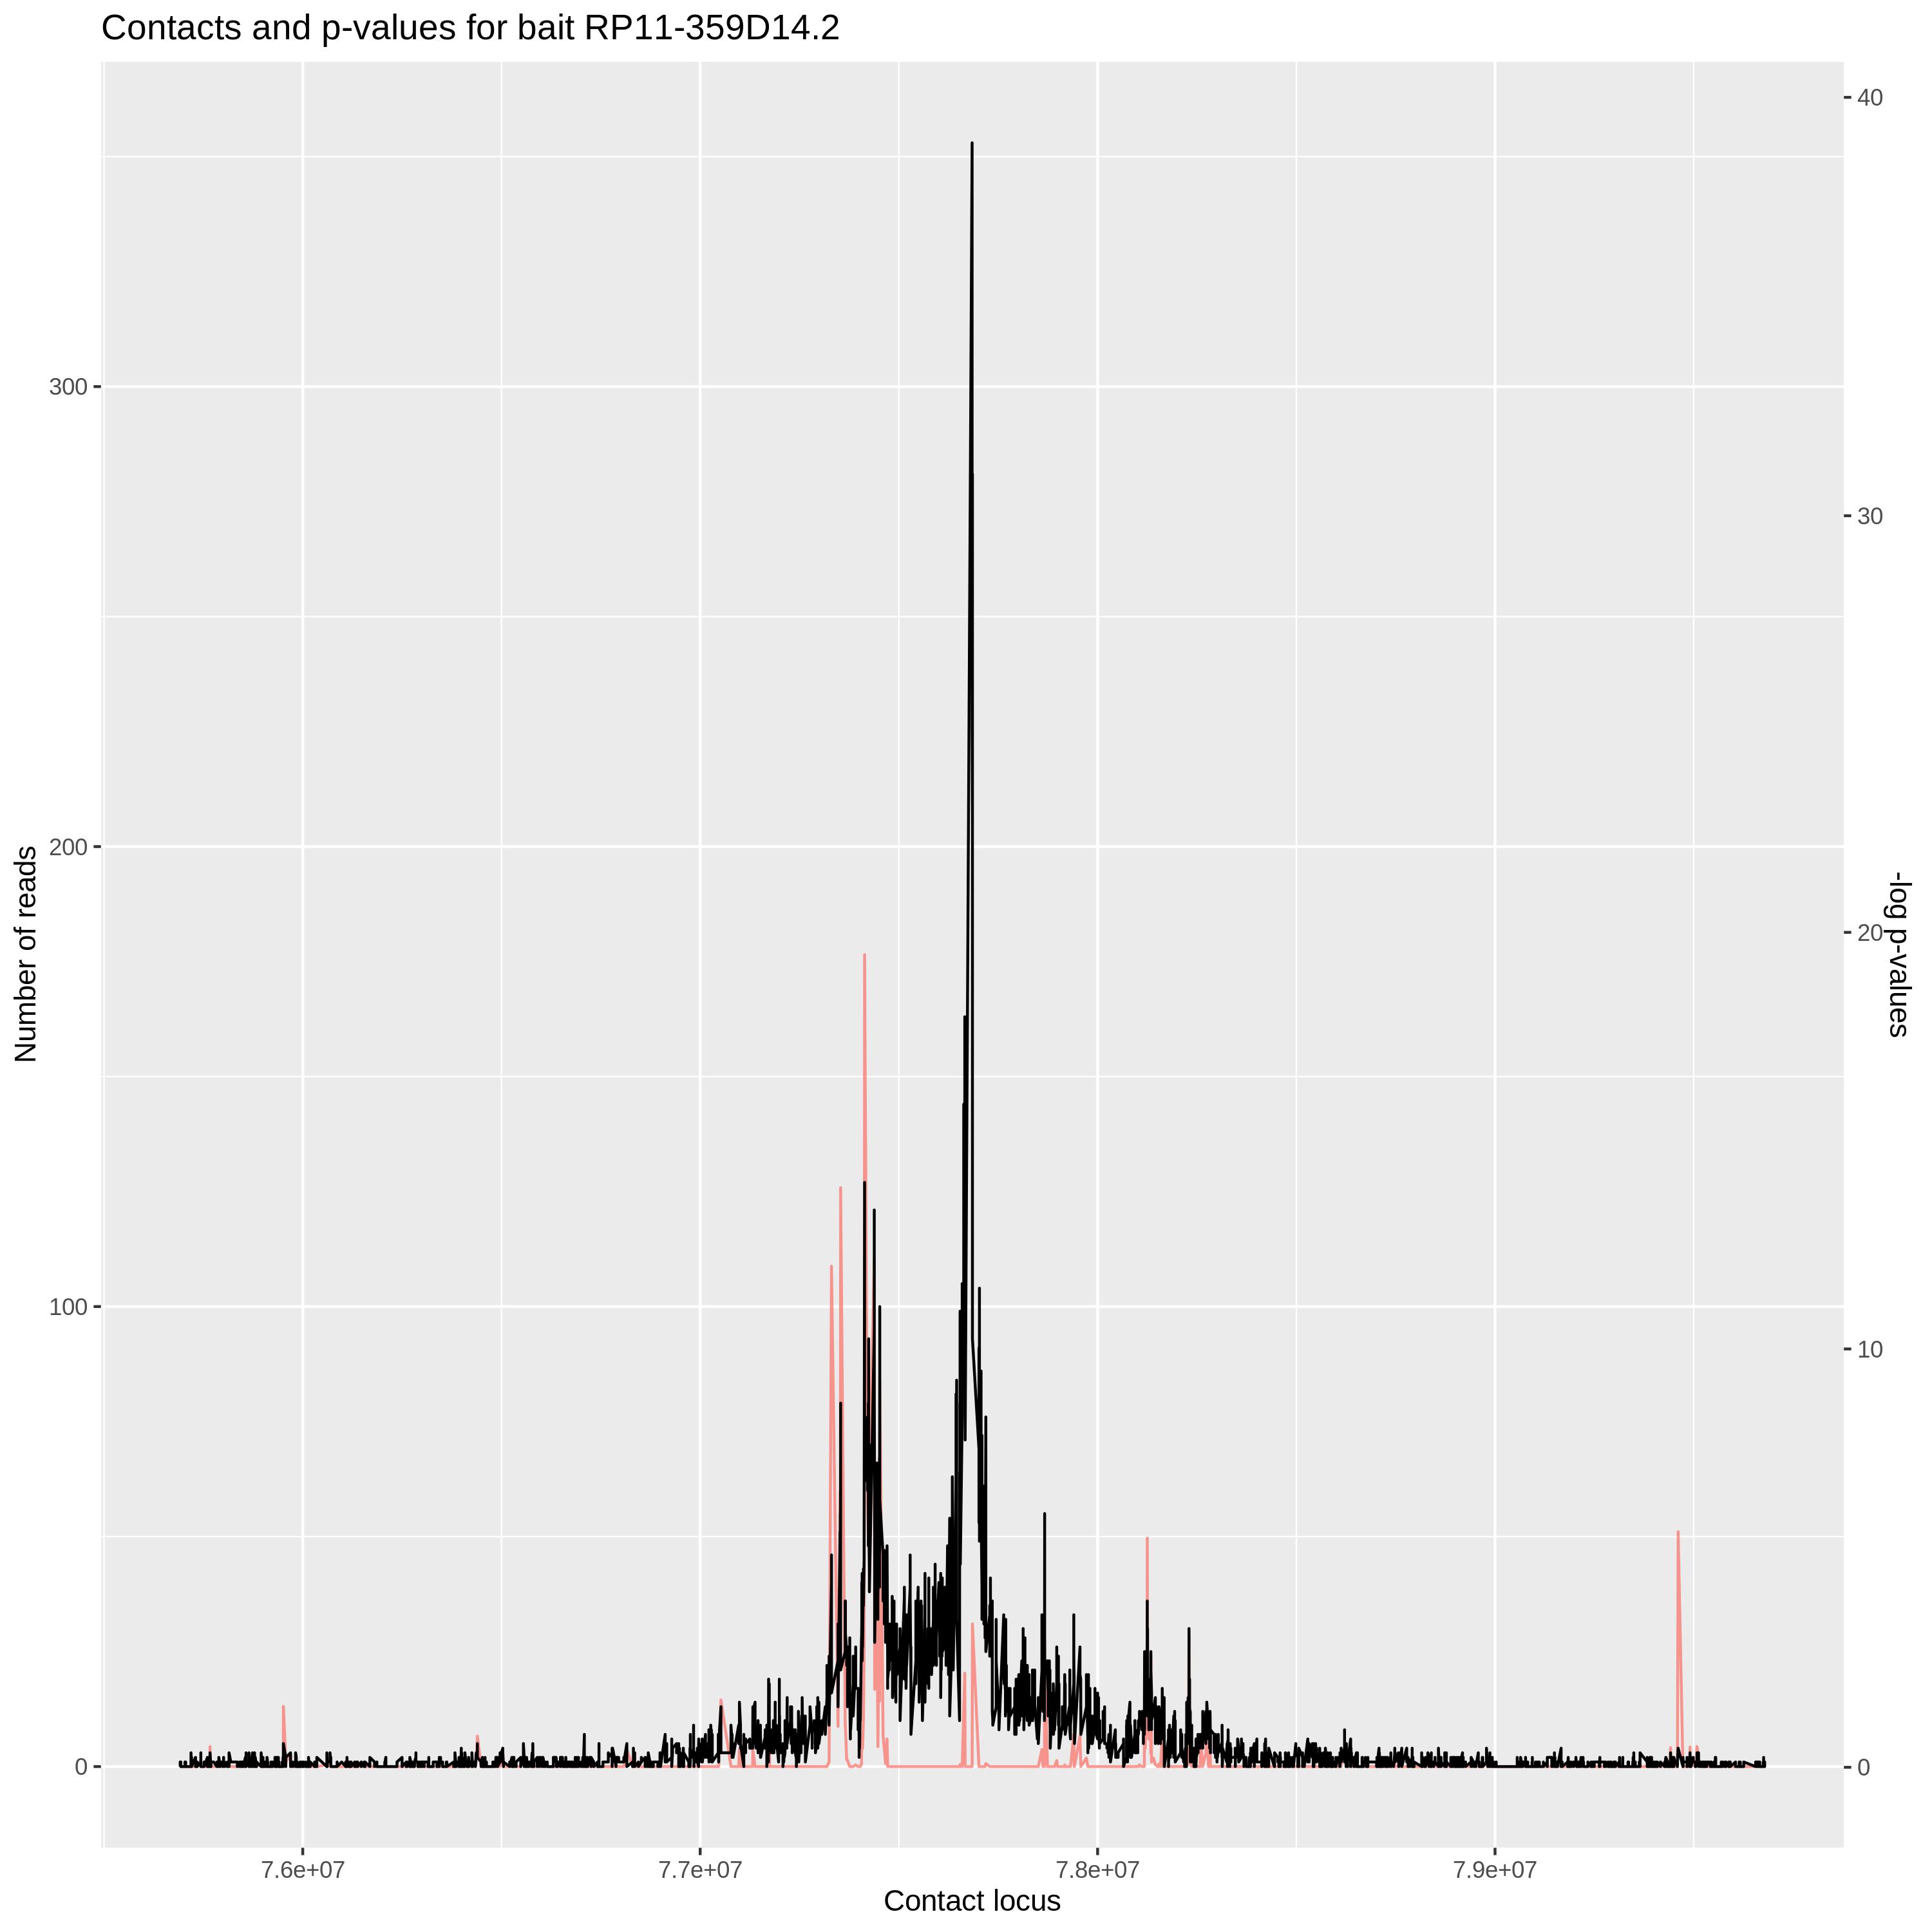 Contacts and p-values for bait RP11-359D14.2
40
300
30
200
20
Number of reads
-log p-values
100
10
0
0
7.6e+07
7.7e+07
7.8e+07
7.9e+07
Contact locus